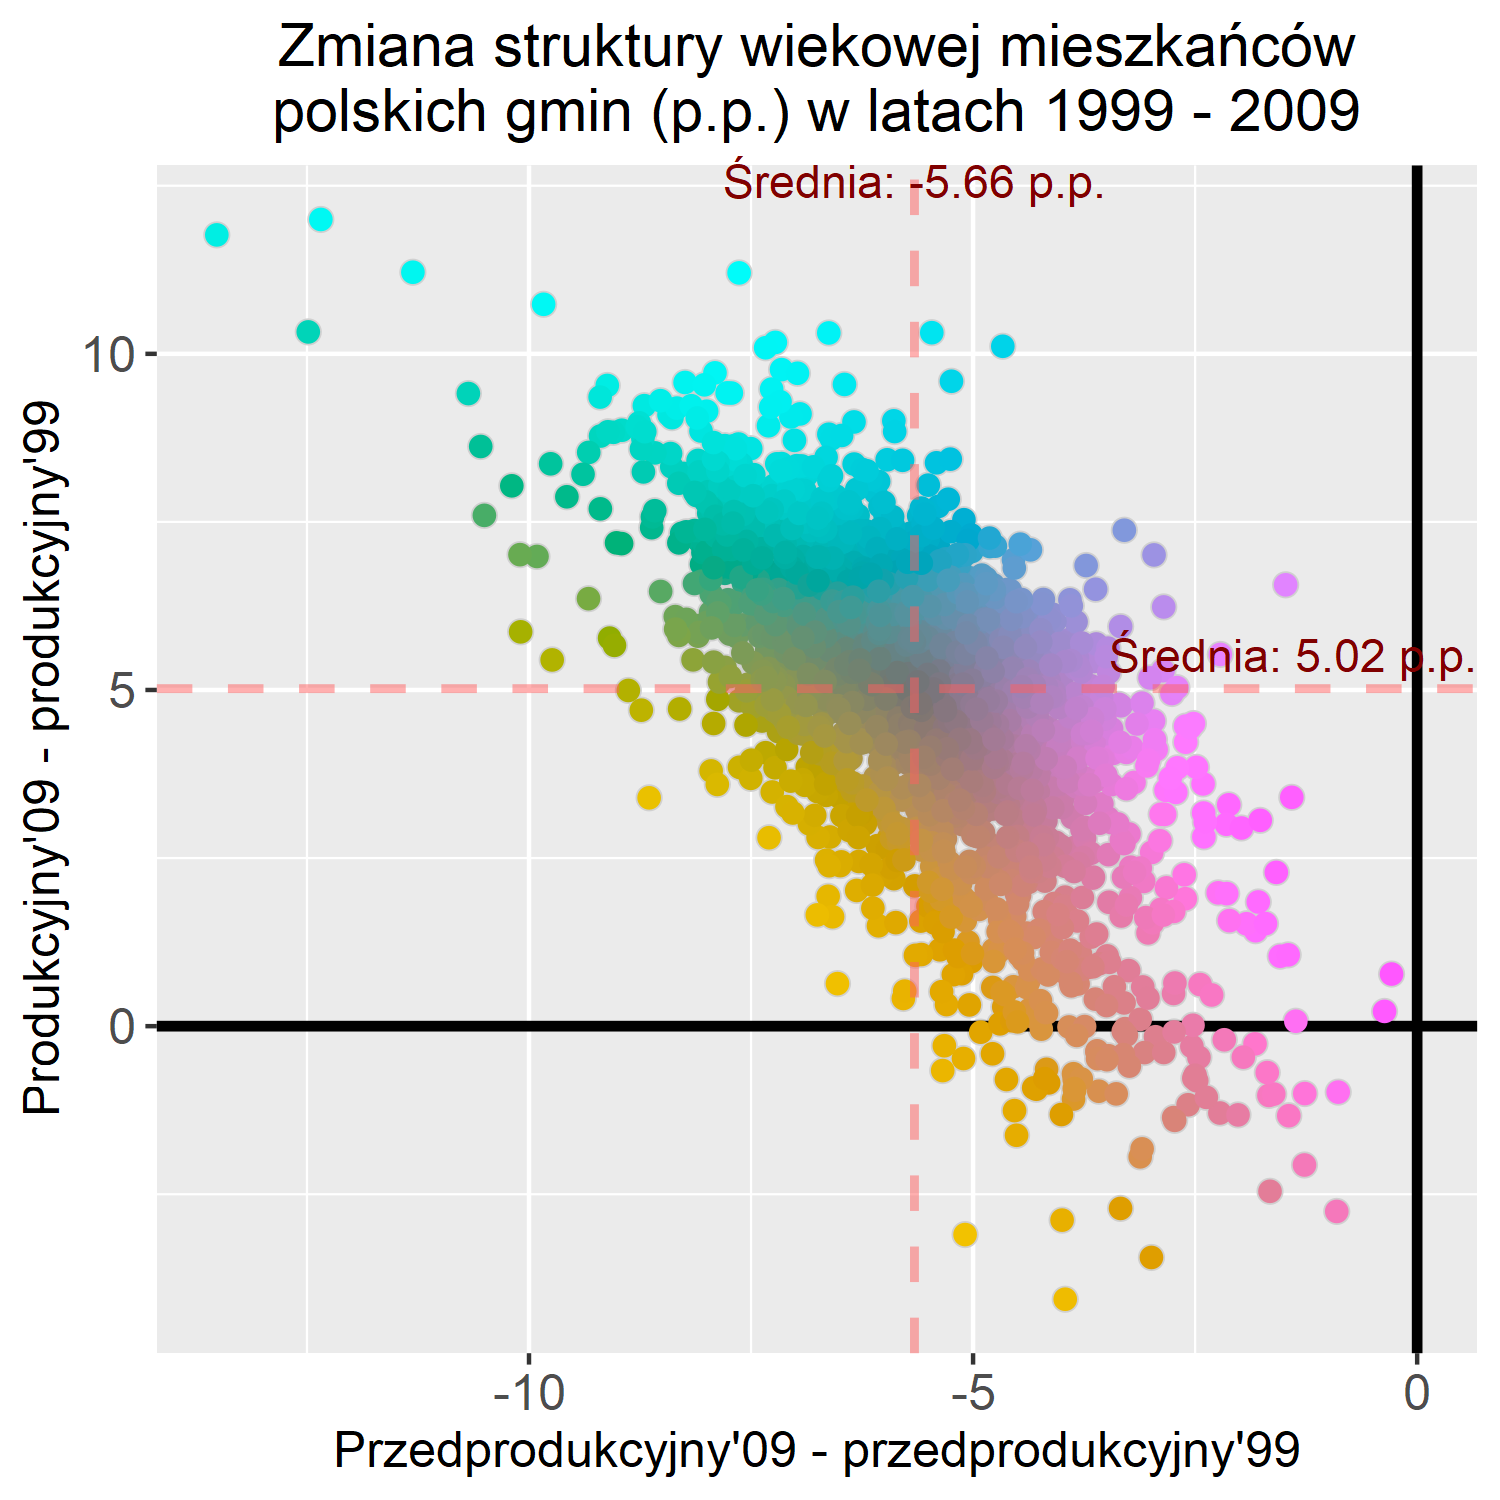 Zmiana struktury wiekowej mieszkańców
polskich gmin (p.p.) w latach 1999 - 2009
Średnia: -5.66 p.p.
Średnia: 5.02 p.p.
10
5
0
Produkcyjny'09 - produkcyjny'99
-10
-5
0
Przedprodukcyjny'09 - przedprodukcyjny'99